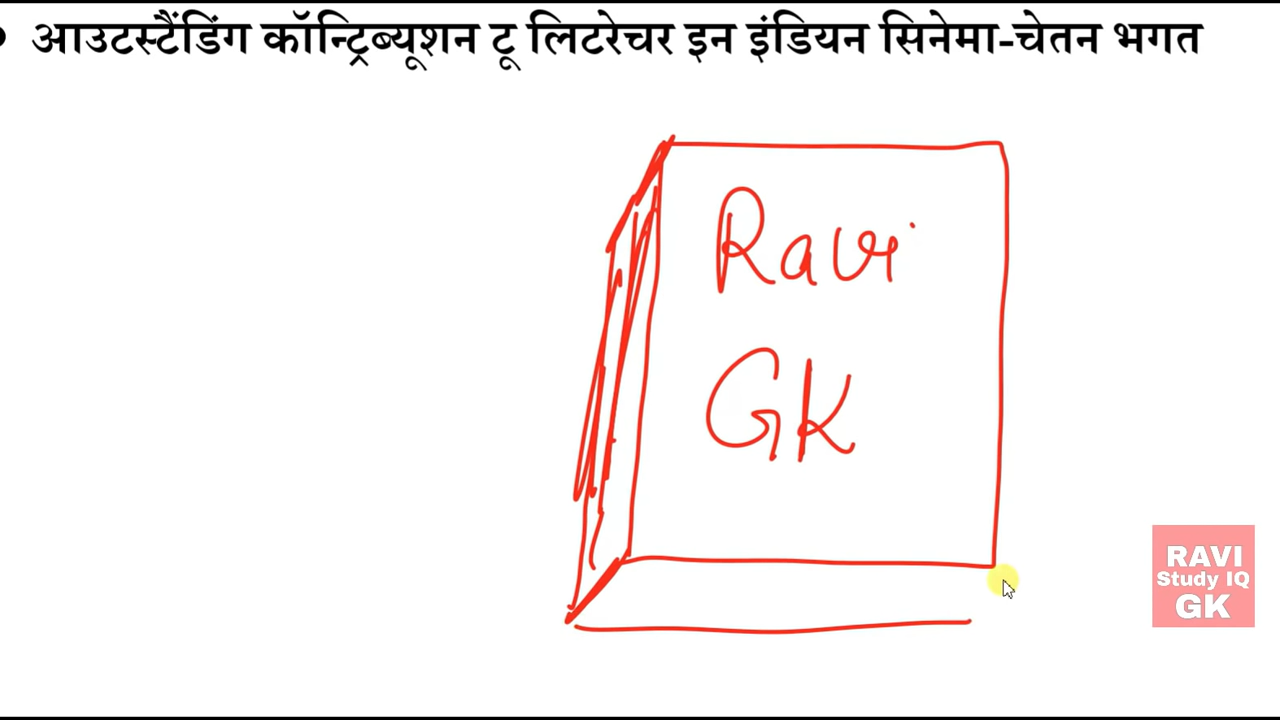 आउटस्टैंडिंग कॉन्ट्रिब्यूशन टू लिटरेचर इन इंडियन सिनेमा-चेतन भगत
Ravi
GK
RAVI
Study IQ
GK